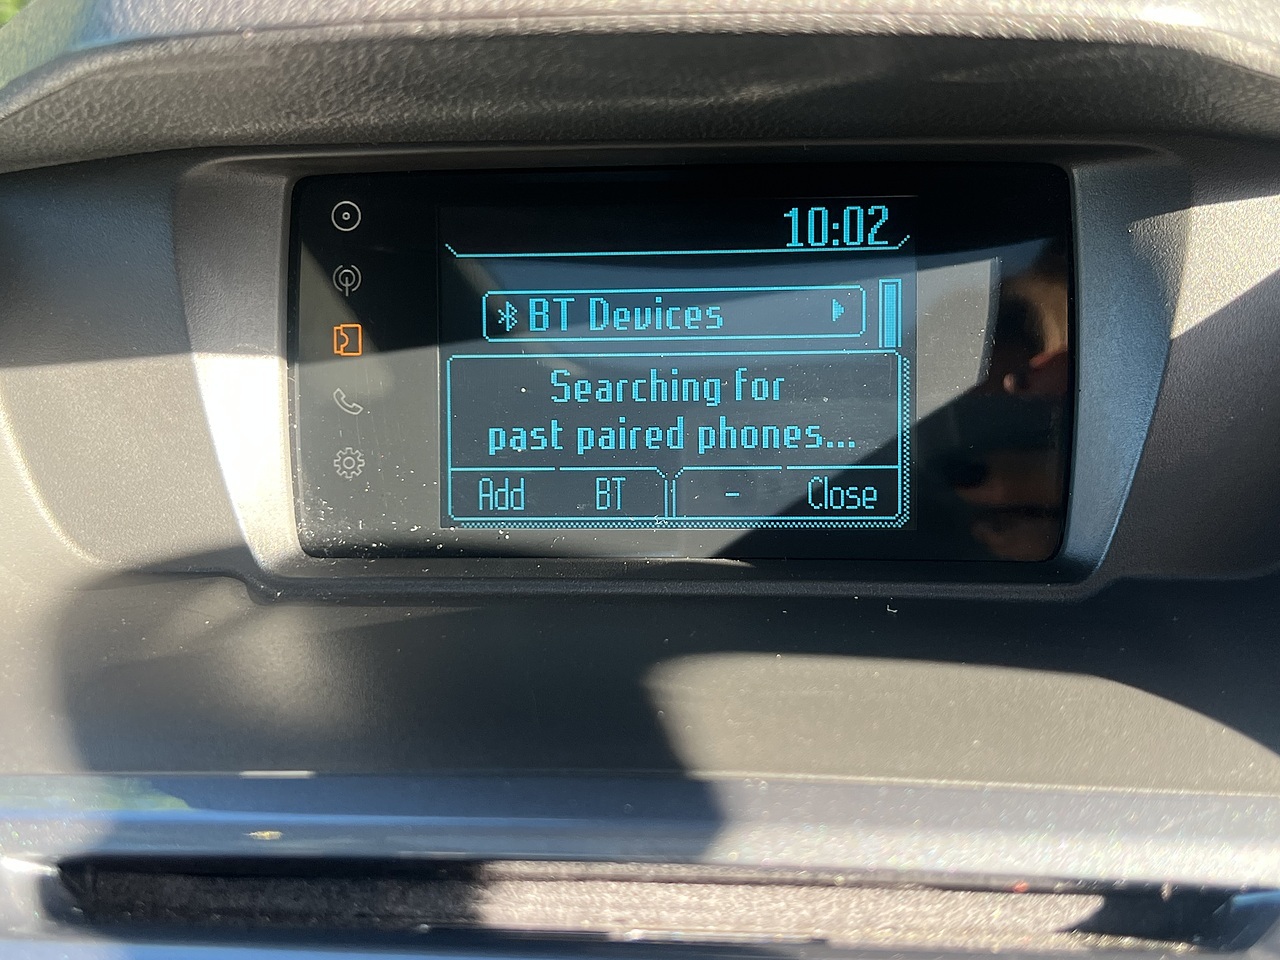 10:02
BT Devices
Searching for
past paired phones...
Add BT - Close